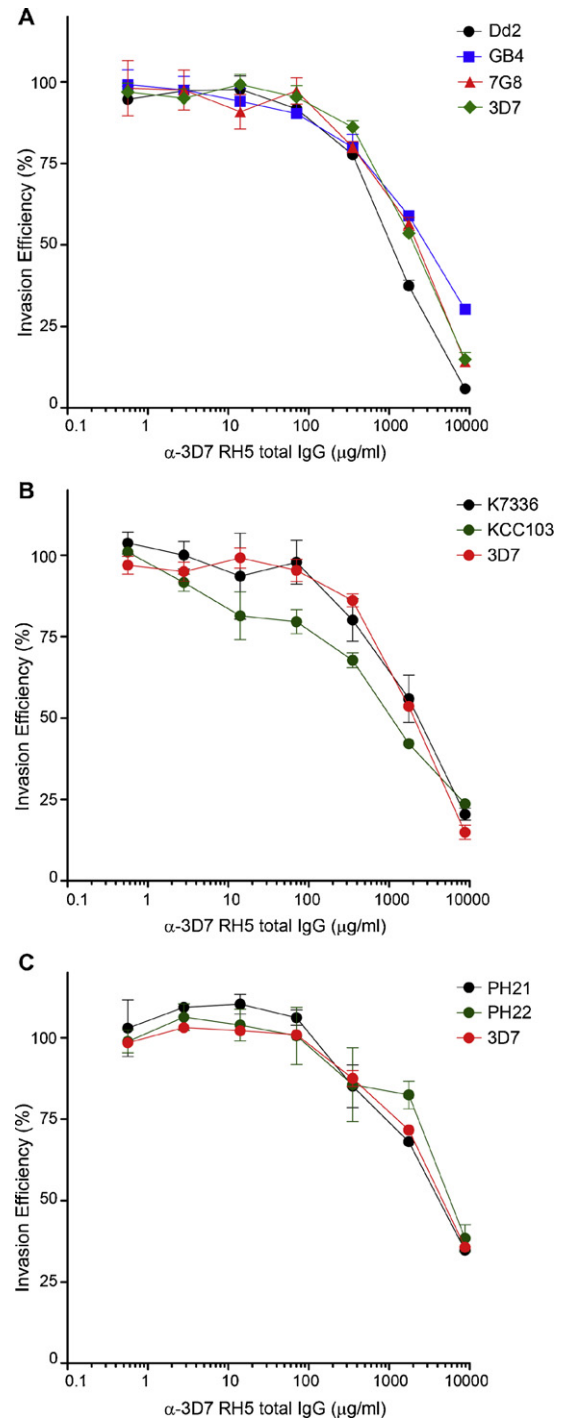 A
Dd2
GB4
7G8
3D7
Invasion Efficiency (%)
100
75
50
25
0
0.1 1 10 100 1000 10000
α-3D7 RH5 total IgG (μg/ml)
B
K7336
KCC103
3D7
Invasion Efficiency (%)
100
75
50
25
0
0.1 1 10 100 1000 10000
α-3D7 RH5 total IgG (μg/ml)
C
PH21
PH22
3D7
Invasion Efficiency (%)
100
75
50
25
0
0.1 1 10 100 1000 10000
α-3D7 RH5 total IgG (μg/ml)